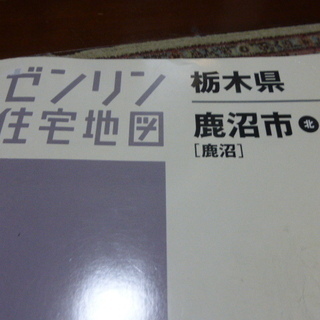 ゼンリン
住宅地図
栃木県
鹿沼市 北
[鹿沼]